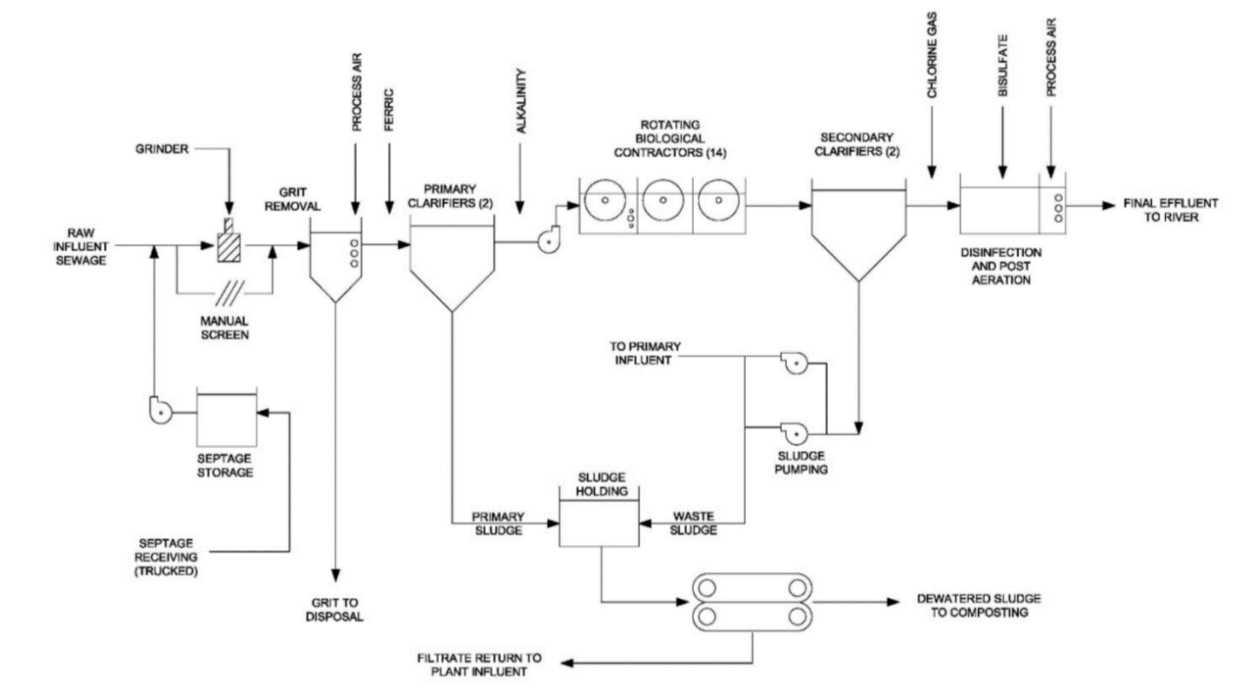 CHLORINE GAS
BISULFATE
PROCESS AIR
PROCESS AIR
FERRIC
ALKALINITY
ROTATING
BIOLOGICAL
CONTRACTORS (14)
SECONDARY
CLARIFIERS (2)
GRINDER
GRIT
REMOVAL
PRIMARY
CLARIFIERS (2)
RAW
INFLUENT
SEWAGE
FINAL EFFLUENT
TO RIVER
DISINFECTION
AND POST
AERATION
MANUAL
SCREEN
TO PRIMARY
INFLUENT
SEPTAGE
STORAGE
SLUDGE
PUMPING
SLUDGE
HOLDING
PRIMARY
SLUDGE
WASTE
SLUDGE
SEPTAGE
RECEIVING
(TRUCKED)
GRIT TO
DISPOSAL
DEWATERED SLUDGE
TO COMPOSTING
FILTRATE RETURN TO
PLANT INFLUENT